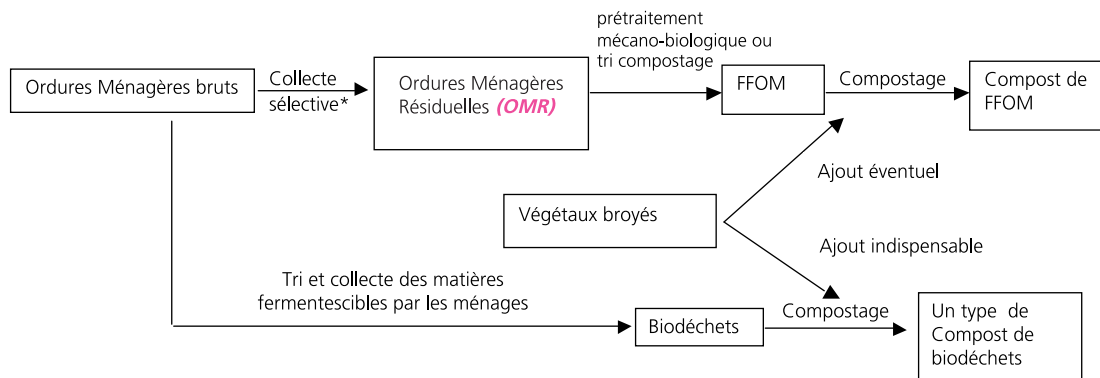 prétraitement
mécano-biologique ou
tri compostage
Ordures Ménagères bruts
Collecte
sélective*
Ordures Ménagères
Résiduelles (OMR)
FFOM
Compostage
Compost de
FFOM
Ajout éventuel
Végétaux broyés
Ajout indispensable
Tri et collecte des matières
fermentescibles par les ménages
Biodéchets
Compostage
Un type de
Compost de
biodéchets